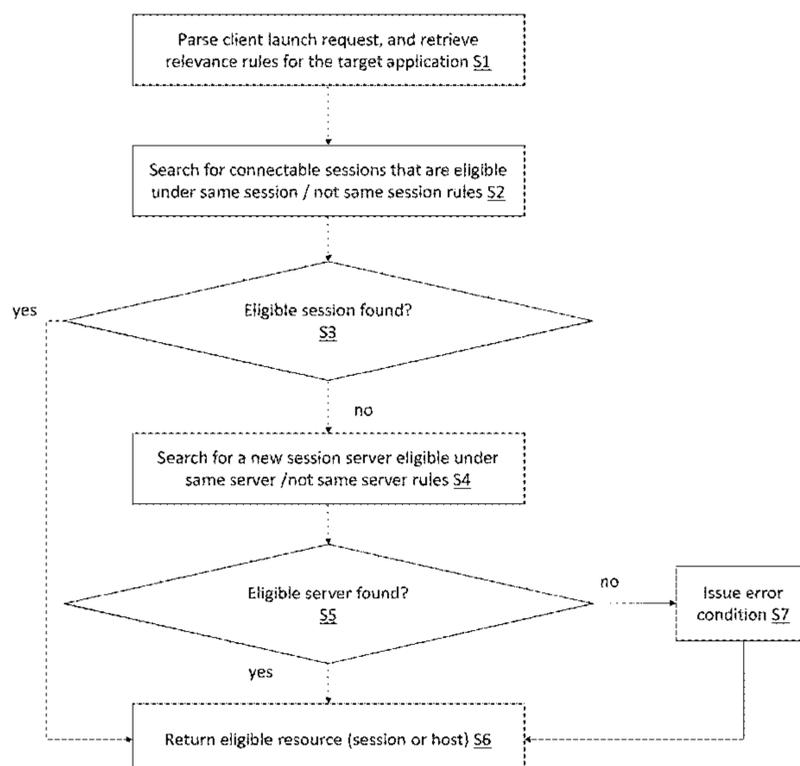 Parse client launch request, and retrieve
relevance rules for the target application S1
Search for connectable sessions that are eligible
under same session / not same session rules S2
yes
Eligible session found?
S3
no
Search for a new session server eligible under
same server /not same server rules S4
Eligible server found?
S5
no
Issue error
condition S7
yes
Return eligible resource (session or host) S6